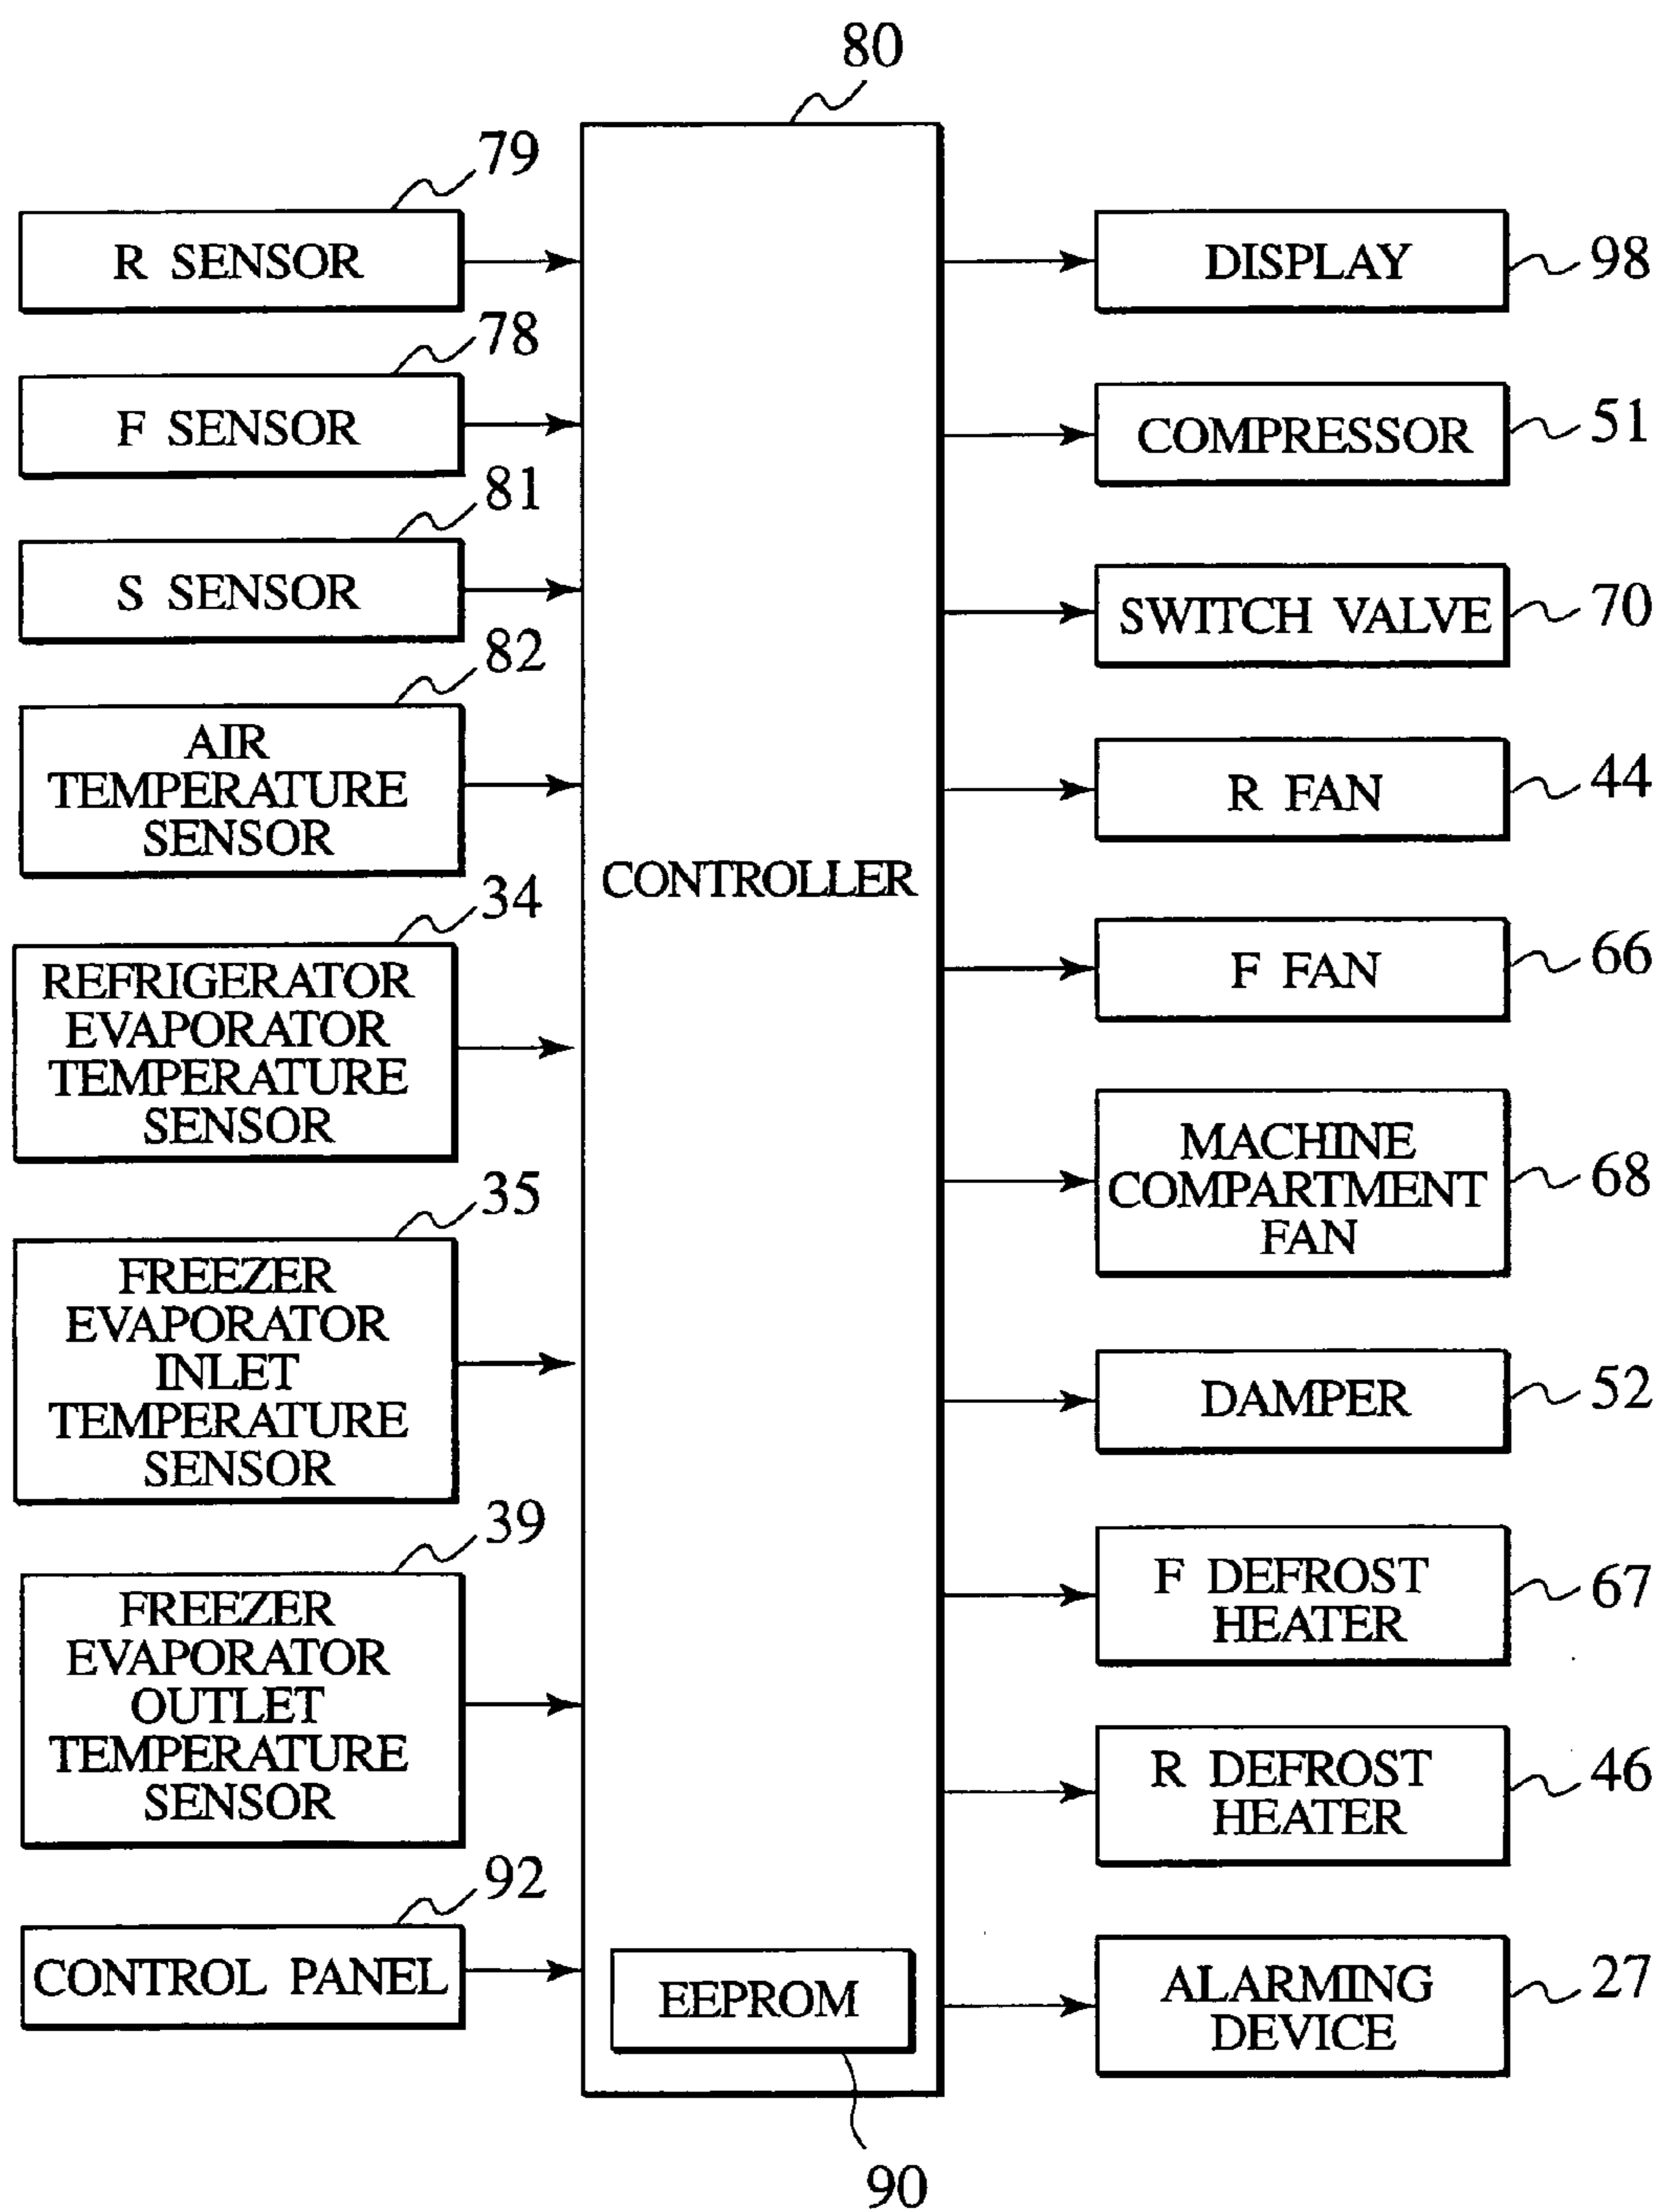 80
79
R SENSOR
78
F SENSOR
81
S SENSOR
82
AIR
TEMPERATURE
SENSOR
34
REFRIGERATOR
EVAPORATOR
TEMPERATURE
SENSOR
35
FREEZER
EVAPORATOR
INLET
TEMPERATURE
SENSOR
39
FREEZER
EVAPORATOR
OUTLET
TEMPERATURE
SENSOR
92
CONTROL PANEL
CONTROLLER
EEPROM
90
DISPLAY
98
COMPRESSOR
51
SWITCH VALVE
70
R FAN
44
F FAN
66
MACHINE
COMPARTMENT
FAN
68
DAMPER
52
F DEFROST
HEATER
67
R DEFROST
HEATER
46
ALARMING
DEVICE
27